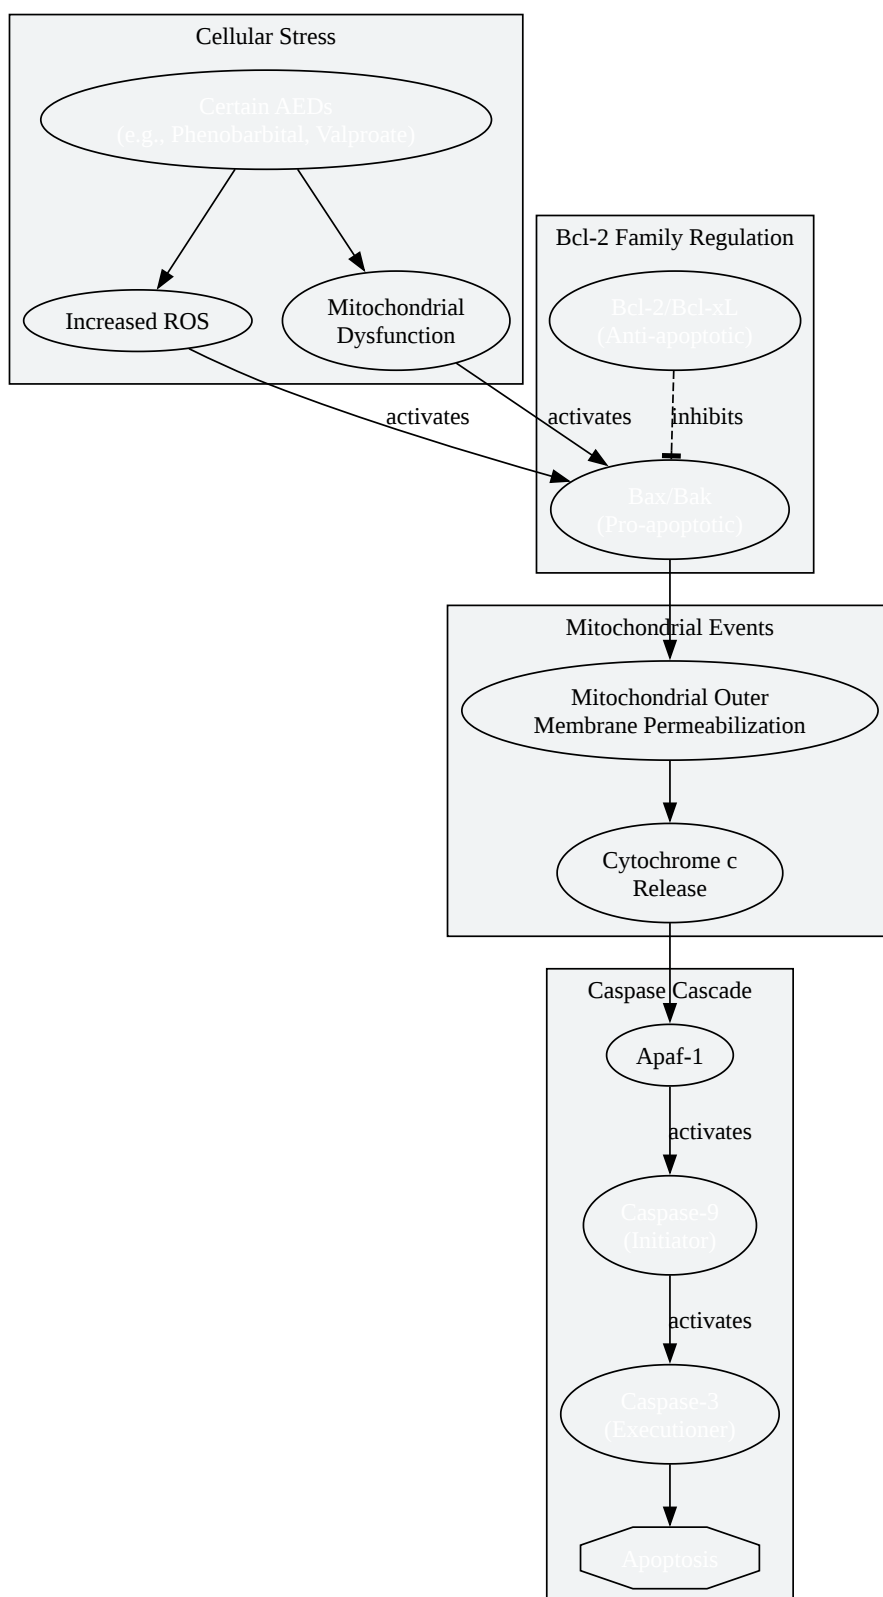 Cellular Stress
Certain AEDs
(e.g., Phenobarbital, Valproate)
Increased ROS
Mitochondrial
Dysfunction
Bcl-2 Family Regulation
Bcl-2/Bcl-xL
(Anti-apoptotic)
activates
activates
inhibits
Bax/Bak
(Pro-apoptotic)
Mitochondrial Events
Mitochondrial Outer
Membrane Permeabilization
Cytochrome c
Release
Caspase Cascade
Apaf-1
activates
Caspase-9
(Initiator)
activates
Caspase-3
(Executioner)
Apoptosis